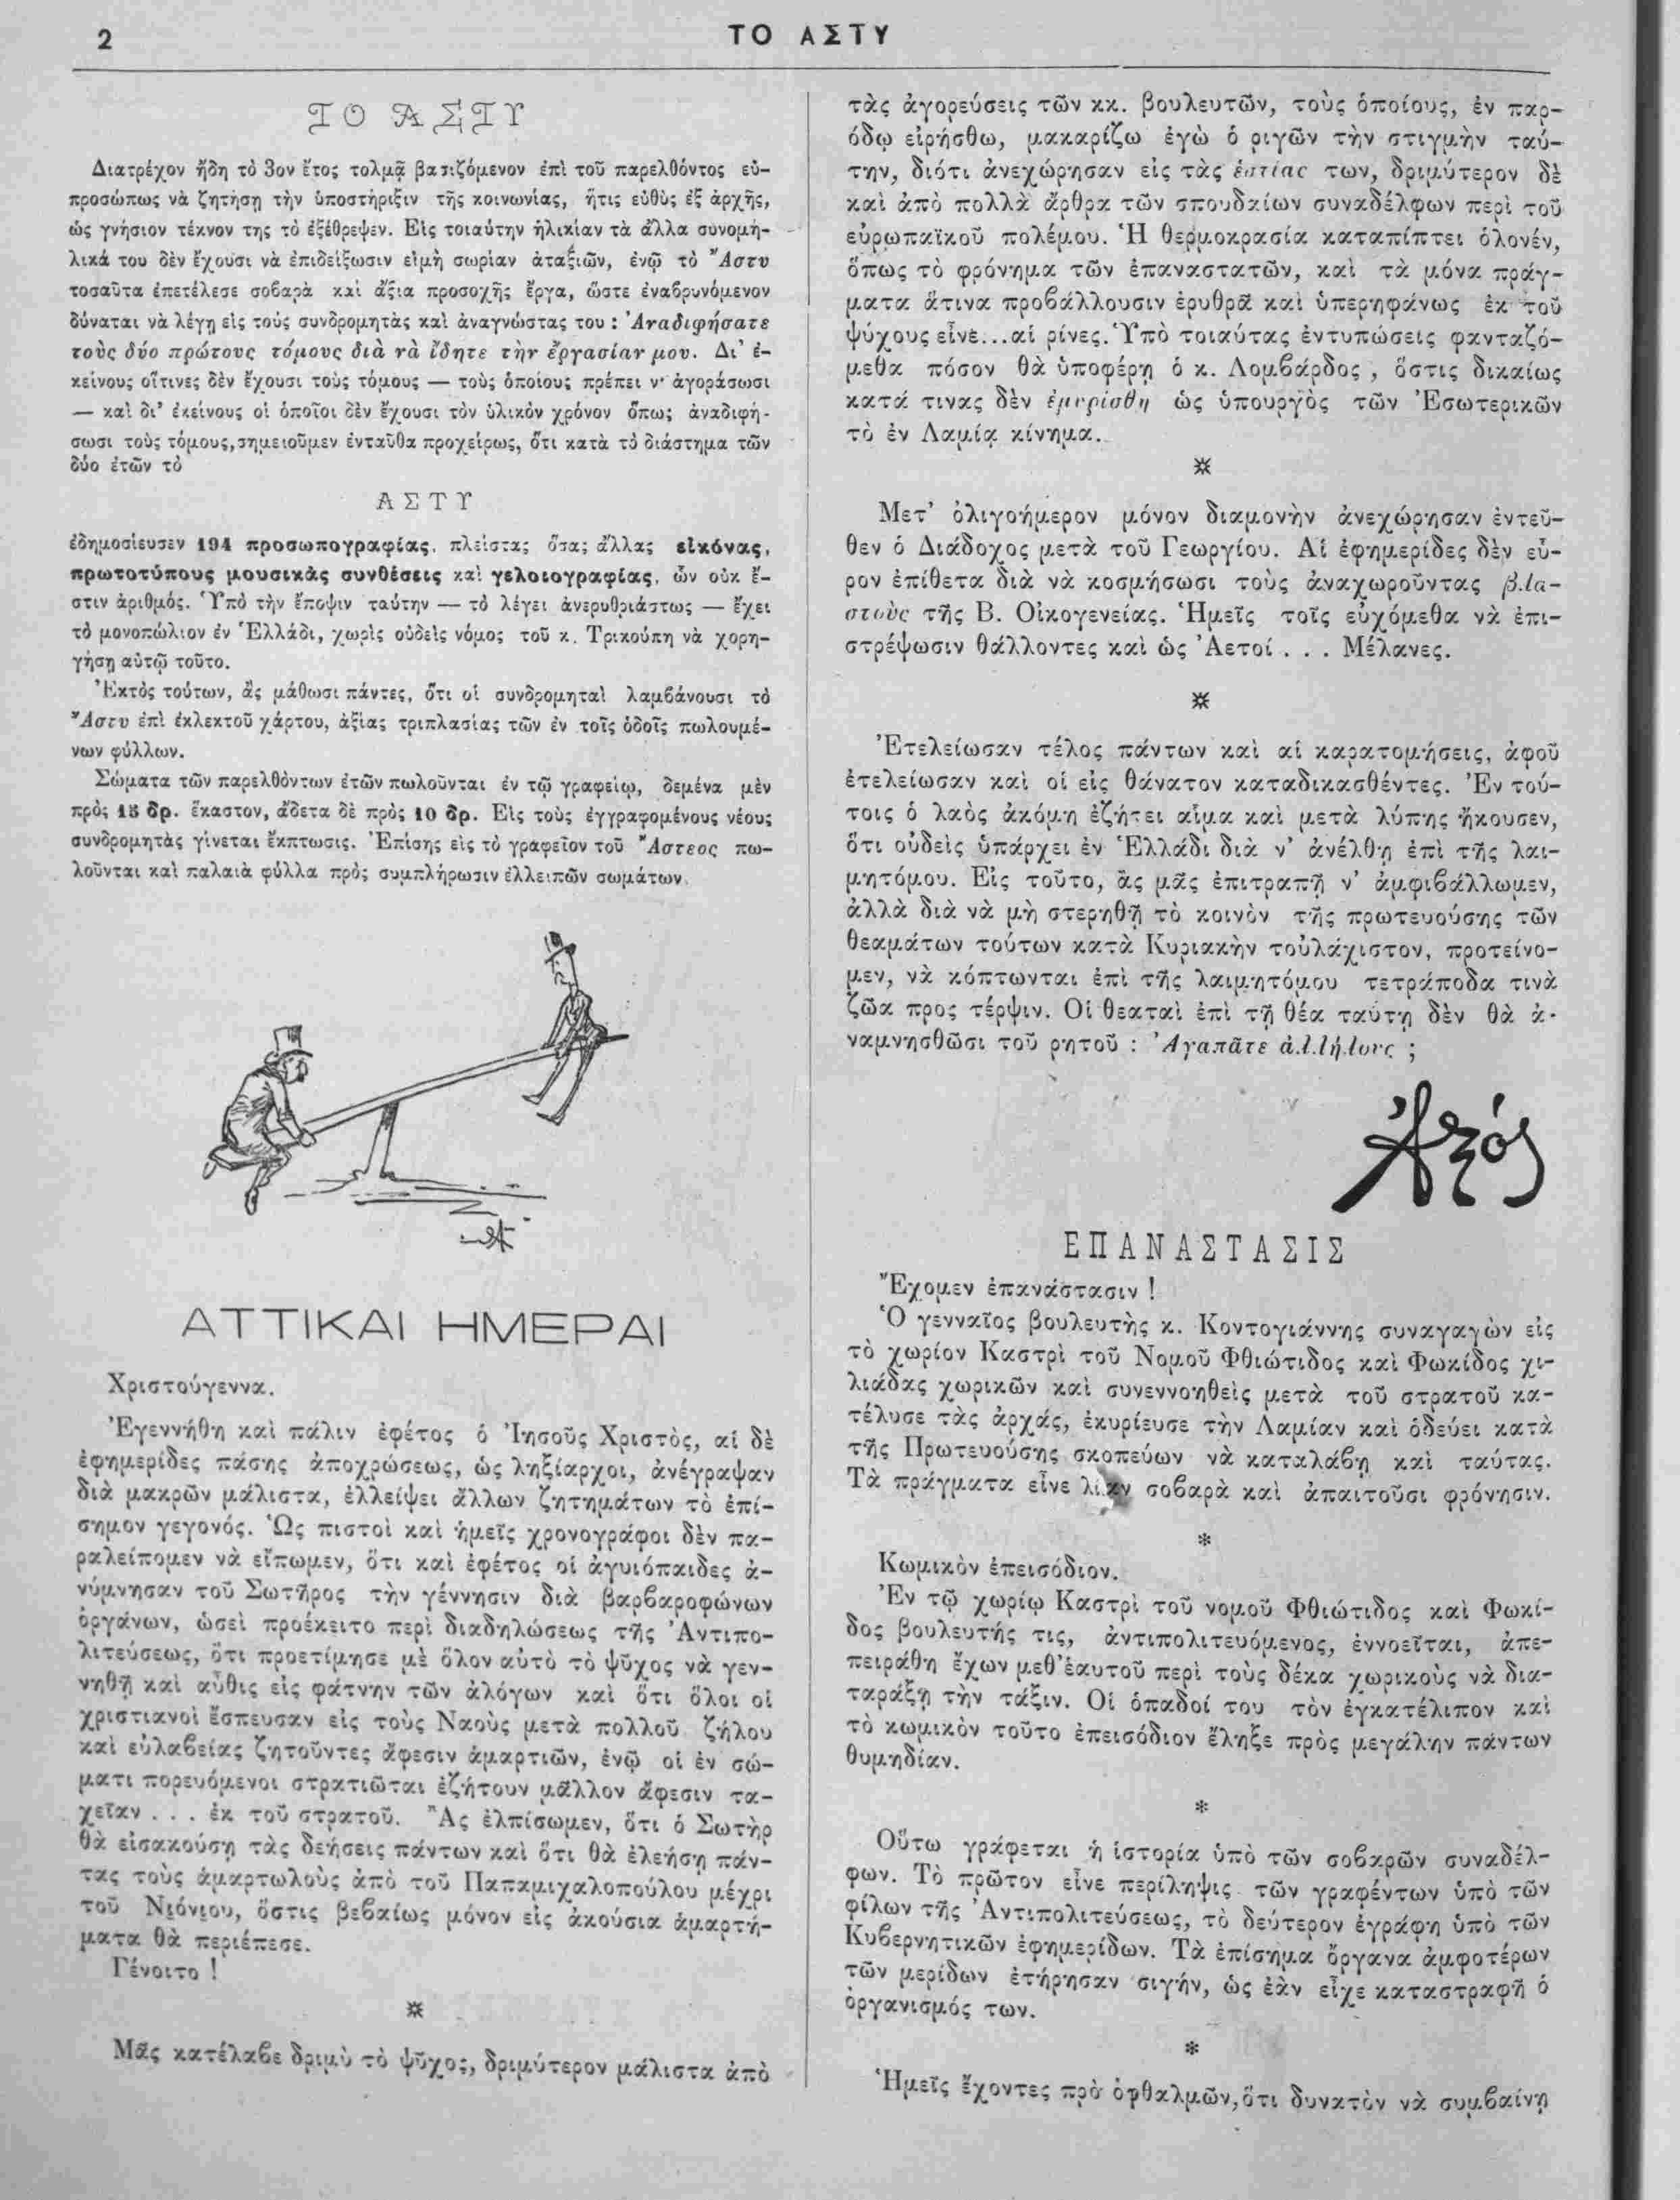 2
ΤΟ ΑΣΤΥ
ΤΟ ΑΣΤΥ
Διατρέχον ἤδη τὸ 3ον ἔτος τολμᾷ βασιζόμενον ἐπὶ τοῦ παρελθόντος εὐ-
προσώπως νὰ ζητήσῃ τὴν ὑποστήριξιν τῆς κοινωνίας, ἥτις εὐθὺς ἐξ ἀρχῆς,
ὡς γνήσιον τέκνον της τὸ ἐξέθρεψεν. Εἰς τοιαύτην ἡλικίαν τὰ ἄλλα συνομή-
λικά του δὲν ἔχουσι νὰ ἐπιδείξωσιν εἰμὴ σωρίαν ἀταξιῶν, ἐνῷ τὸ Ἄστυ
τοσαῦτα ἐπετέλεσε σοβαρὰ καὶ ἄξια προσοχῆς ἔργα, ὥστε ἐναβρυνόμενον
δύναται νὰ λέγῃ εἰς τοὺς συνδρομητὰς καὶ ἀναγνώστας του : Ἀναδιφήσατε
τοὺς δύο πρώτους τόμους διὰ νὰ ἴδητε τὴν ἐργασίαν μου. Δι' ἐ-
κείνους οἵτινες δὲν ἔχουσι τοὺς τόμους — τοὺς ὁποίους πρέπει ν' ἀγοράσωσι
— καὶ δι' ἐκείνους οἱ ὁποῖοι δὲν ἔχουσι τὸν ὑλικὸν χρόνον ὅπως ἀναδιφή-
σωσι τοὺς τόμους, σημειοῦμεν ἐνταῦθα προχείρως, ὅτι κατὰ τὸ διάστημα τῶν
δύο ἐτῶν τὸ
ΑΣΤΥ
ἐδημοσίευσεν 194 προσωπογραφίας, πλείστας ὅσας ἄλλας εἰκόνας,
πρωτοτύπους μουσικὰς συνθέσεις καὶ γελοιογραφίας, ὧν οὐκ ἔ-
στιν ἀριθμός. Ὑπὸ τὴν ἔποψιν ταύτην — τὸ λέγει ἀνερυθριάστως — ἔχει
τὸ μονοπώλιον ἐν Ἑλλάδι, χωρὶς οὐδεὶς νόμος τοῦ κ. Τρικούπη νὰ χορη-
γήσῃ αὐτῷ τοῦτο.
Ἐκτὸς τούτων, ἂς μάθωσι πάντες, ὅτι οἱ συνδρομηταὶ λαμβάνουσι τὸ
Ἄστυ ἐπὶ ἐκλεκτοῦ χάρτου, ἀξίας τριπλασίας τῶν ἐν τοῖς ὁδοῖς πωλουμέ-
νων φύλλων.
Σώματα τῶν παρελθόντων ἐτῶν πωλοῦνται ἐν τῷ γραφείῳ, δεμένα μὲν
πρὸς 15 δρ. ἕκαστον, ἄδετα δὲ πρὸς 10 δρ. Εἰς τοὺς ἐγγραφομένους νέους
συνδρομητὰς γίνεται ἔκπτωσις. Ἐπίσης εἰς τὸ γραφεῖον τοῦ Ἄστεος πω-
λοῦνται καὶ παλαιὰ φύλλα πρὸς συμπλήρωσιν ἐλλειπῶν σωμάτων.
ΑΤΤΙΚΑΙ ΗΜΕΡΑΙ
Χριστούγεννα.
Ἐγεννήθη καὶ πάλιν ἐφέτος ὁ Ἰησοῦς Χριστὸς, αἱ δὲ
ἐφημερίδες πάσης ἀποχρώσεως, ὡς ληξίαρχοι, ἀνέγραψαν
διὰ μακρῶν μάλιστα, ἐλλείψει ἄλλων ζητημάτων τὸ ἐπί-
σημον γεγονός. Ὡς πιστοὶ καὶ ἡμεῖς χρονογράφοι δὲν πα-
ραλείπομεν νὰ εἴπωμεν, ὅτι καὶ ἐφέτος οἱ ἀγυιόπαιδες ἀ-
νύμνησαν τοῦ Σωτῆρος τὴν γέννησιν διὰ βαρβαροφώνων
ὀργάνων, ὡσεὶ προέκειτο περὶ διαδηλώσεως τῆς Ἀντιπο-
λιτεύσεως, ὅτι προετίμησε μὲ ὅλον αὐτὸ τὸ ψῦχος νὰ γεν-
νηθῇ καὶ αὖθις εἰς φάτνην τῶν ἀλόγων καὶ ὅτι ὅλοι οἱ
χριστιανοὶ ἔσπευσαν εἰς τοὺς Ναοὺς μετὰ πολλοῦ ζήλου
καὶ εὐλαβείας ζητοῦντες ἄφεσιν ἁμαρτιῶν, ἐνῷ οἱ ἐν σώ-
ματι πορευόμενοι στρατιῶται ἐζήτουν μᾶλλον ἄφεσιν τα-
χεῖαν . . . ἐκ τοῦ στρατοῦ. Ἂς ἐλπίσωμεν, ὅτι ὁ Σωτὴρ
θὰ εἰσακούσῃ τὰς δεήσεις πάντων καὶ ὅτι θὰ ἐλεήσῃ πάν-
τας τοὺς ἁμαρτωλοὺς ἀπὸ τοῦ Παπαμιχαλοπούλου μέχρι
τοῦ Νιόνιου, ὅστις βεβαίως μόνον εἰς ἀκούσια ἁμαρτή-
ματα θὰ περιέπεσε.
Γένοιτο !
Μᾶς κατέλαβε δριμὺ τὸ ψῦχος, δριμύτερον μάλιστα ἀπὸ
τὰς ἀγορεύσεις τῶν κκ. βουλευτῶν, τοὺς ὁποίους, ἐν παρ-
όδῳ εἰρήσθω, μακαρίζω ἐγὼ ὁ ριγῶν τὴν στιγμὴν ταύ-
την, διότι ἀνεχώρησαν εἰς τὰς ἑστίας των, δριμύτερον δὲ
καὶ ἀπὸ πολλὰ ἄρθρα τῶν σπουδαίων συναδέλφων περὶ τοῦ
εὐρωπαϊκοῦ πολέμου. Ἡ θερμοκρασία καταπίπτει ὁλονέν,
ὅπως τὸ φρόνημα τῶν ἐπαναστατῶν, καὶ τὰ μόνα πράγ-
ματα ἅτινα προβάλλουσιν ἐρυθρὰ καὶ ὑπερηφάνως ἐκ τοῦ
ψύχους εἶνε...αἱ ρίνες. Ὑπὸ τοιαύτας ἐντυπώσεις φανταζό-
μεθα πόσον θὰ ὑποφέρῃ ὁ κ. Λομβάρδος, ὅστις δικαίως
κατά τινας δὲν ἐμυρίσθη ὡς ὑπουργὸς τῶν Ἐσωτερικῶν
τὸ ἐν Λαμίᾳ κίνημα.
Μετ' ὀλιγοήμερον μόνον διαμονὴν ἀνεχώρησαν ἐντεῦ-
θεν ὁ Διάδοχος μετὰ τοῦ Γεωργίου. Αἱ ἐφημερίδες δὲν εὗ-
ρον ἐπίθετα διὰ νὰ κοσμήσωσι τοὺς ἀναχωροῦντας βλα-
στοὺς τῆς Β. Οἰκογενείας. Ἡμεῖς τοῖς εὐχόμεθα νὰ ἐπι-
στρέψωσιν θάλλοντες καὶ ὡς Ἀετοί . . . Μέλανες.
Ἐτελείωσαν τέλος πάντων καὶ αἱ καρατομήσεις, ἀφοῦ
ἐτελείωσαν καὶ οἱ εἰς θάνατον καταδικασθέντες. Ἐν τού-
τοις ὁ λαὸς ἀκόμη ἐζήτει αἷμα καὶ μετὰ λύπης ἤκουσεν,
ὅτι οὐδεὶς ὑπάρχει ἐν Ἑλλάδι διὰ ν' ἀνέλθῃ ἐπὶ τῆς λαι-
μητόμου. Εἰς τοῦτο, ἂς μᾶς ἐπιτραπῇ ν' ἀμφιβάλλωμεν,
ἀλλὰ διὰ νὰ μὴ στερηθῇ τὸ κοινὸν τῆς πρωτευούσης τῶν
θεαμάτων τούτων κατὰ Κυριακὴν τοὐλάχιστον, προτείνο-
μεν, νὰ κόπτωνται ἐπὶ τῆς λαιμητόμου τετράποδα τινὰ
ζῶα προς τέρψιν. Οἱ θεαταὶ ἐπὶ τῇ θέᾳ ταύτῃ δὲν θὰ ἀ-
ναμνησθῶσι τοῦ ρητοῦ : Ἀγαπᾶτε ἀλλήλους ;
ΕΠΑΝΑΣΤΑΣΙΣ
Ἔχομεν ἐπανάστασιν !
Ὁ γενναῖος βουλευτὴς κ. Κοντογιάννης συναγαγὼν εἰς
τὸ χωρίον Καστρὶ τοῦ Νομοῦ Φθιώτιδος καὶ Φωκίδος χι-
λιάδας χωρικῶν καὶ συνεννοηθεὶς μετὰ τοῦ στρατοῦ κα-
τέλυσε τὰς ἀρχάς, ἐκυρίευσε τὴν Λαμίαν καὶ ὁδεύει κατὰ
τῆς Πρωτευούσης σκοπεύων νὰ καταλάβῃ καὶ ταύτας.
Τὰ πράγματα εἶνε λίαν σοβαρὰ καὶ ἀπαιτοῦσι φρόνησιν.
Κωμικὸν ἐπεισόδιον.
Ἐν τῷ χωρίῳ Καστρὶ τοῦ νομοῦ Φθιώτιδος καὶ Φωκί-
δος βουλευτής τις, ἀντιπολιτευόμενος, ἐννοεῖται, ἀπε-
πειράθη ἔχων μεθ' ἑαυτοῦ περὶ τοὺς δέκα χωρικοὺς νὰ δια-
ταράξῃ τὴν τάξιν. Οἱ ὀπαδοί του τὸν ἐγκατέλιπον καὶ
τὸ κωμικὸν τοῦτο ἐπεισόδιον ἔληξε πρὸς μεγάλην πάντων
θυμηδίαν.
Οὕτω γράφεται ἡ ἱστορία ὑπὸ τῶν σοβαρῶν συναδέλ-
φων. Τὸ πρῶτον εἶνε περίληψις τῶν γραφέντων ὑπὸ τῶν
φίλων τῆς Ἀντιπολιτεύσεως, τὸ δεύτερον ἐγράφη ὑπὸ τῶν
Κυβερνητικῶν ἐφημερίδων. Τὰ ἐπίσημα ὄργανα ἀμφοτέρων
τῶν μερίδων ἐτήρησαν σιγήν, ὡς ἐὰν εἶχε καταστραφῇ ὁ
ὀργανισμός των.
Ἡμεῖς ἔχοντες πρὸ ὀφθαλμῶν, ὅτι δυνατὸν νὰ συμβαίνῃ